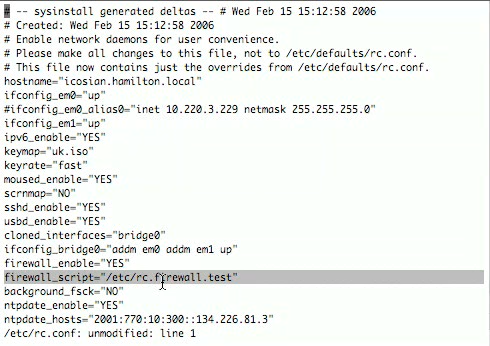 # -- sysinstall generated deltas -- # Wed Feb 15 15:12:58 2006
# Created: Wed Feb 15 15:12:58 2006
# Enable network daemons for user convenience.
# Please make all changes to this file, not to /etc/defaults/rc.conf.
# This file now contains just the overrides from /etc/defaults/rc.conf.
hostname="icosian.hamilton.local"
ifconfig_em0="up"
#ifconfig_em0_alias0="inet 10.220.3.229 netmask 255.255.255.0"
ifconfig_em1="up"
ipv6_enable="YES"
keymap="uk.iso"
keyrate="fast"
moused_enable="YES"
scrnmap="NO"
sshd_enable="YES"
usbd_enable="YES"
cloned_interfaces="bridge0"
ifconfig_bridge0="addm em0 addm em1 up"
firewall_enable="YES"
firewall_script="/etc/rc.firewall.test"
background_fsck="NO"
ntpdate_enable="YES"
ntpdate_hosts="2001:770:10:300::134.226.81.3"
/etc/rc.conf: unmodified: line 1